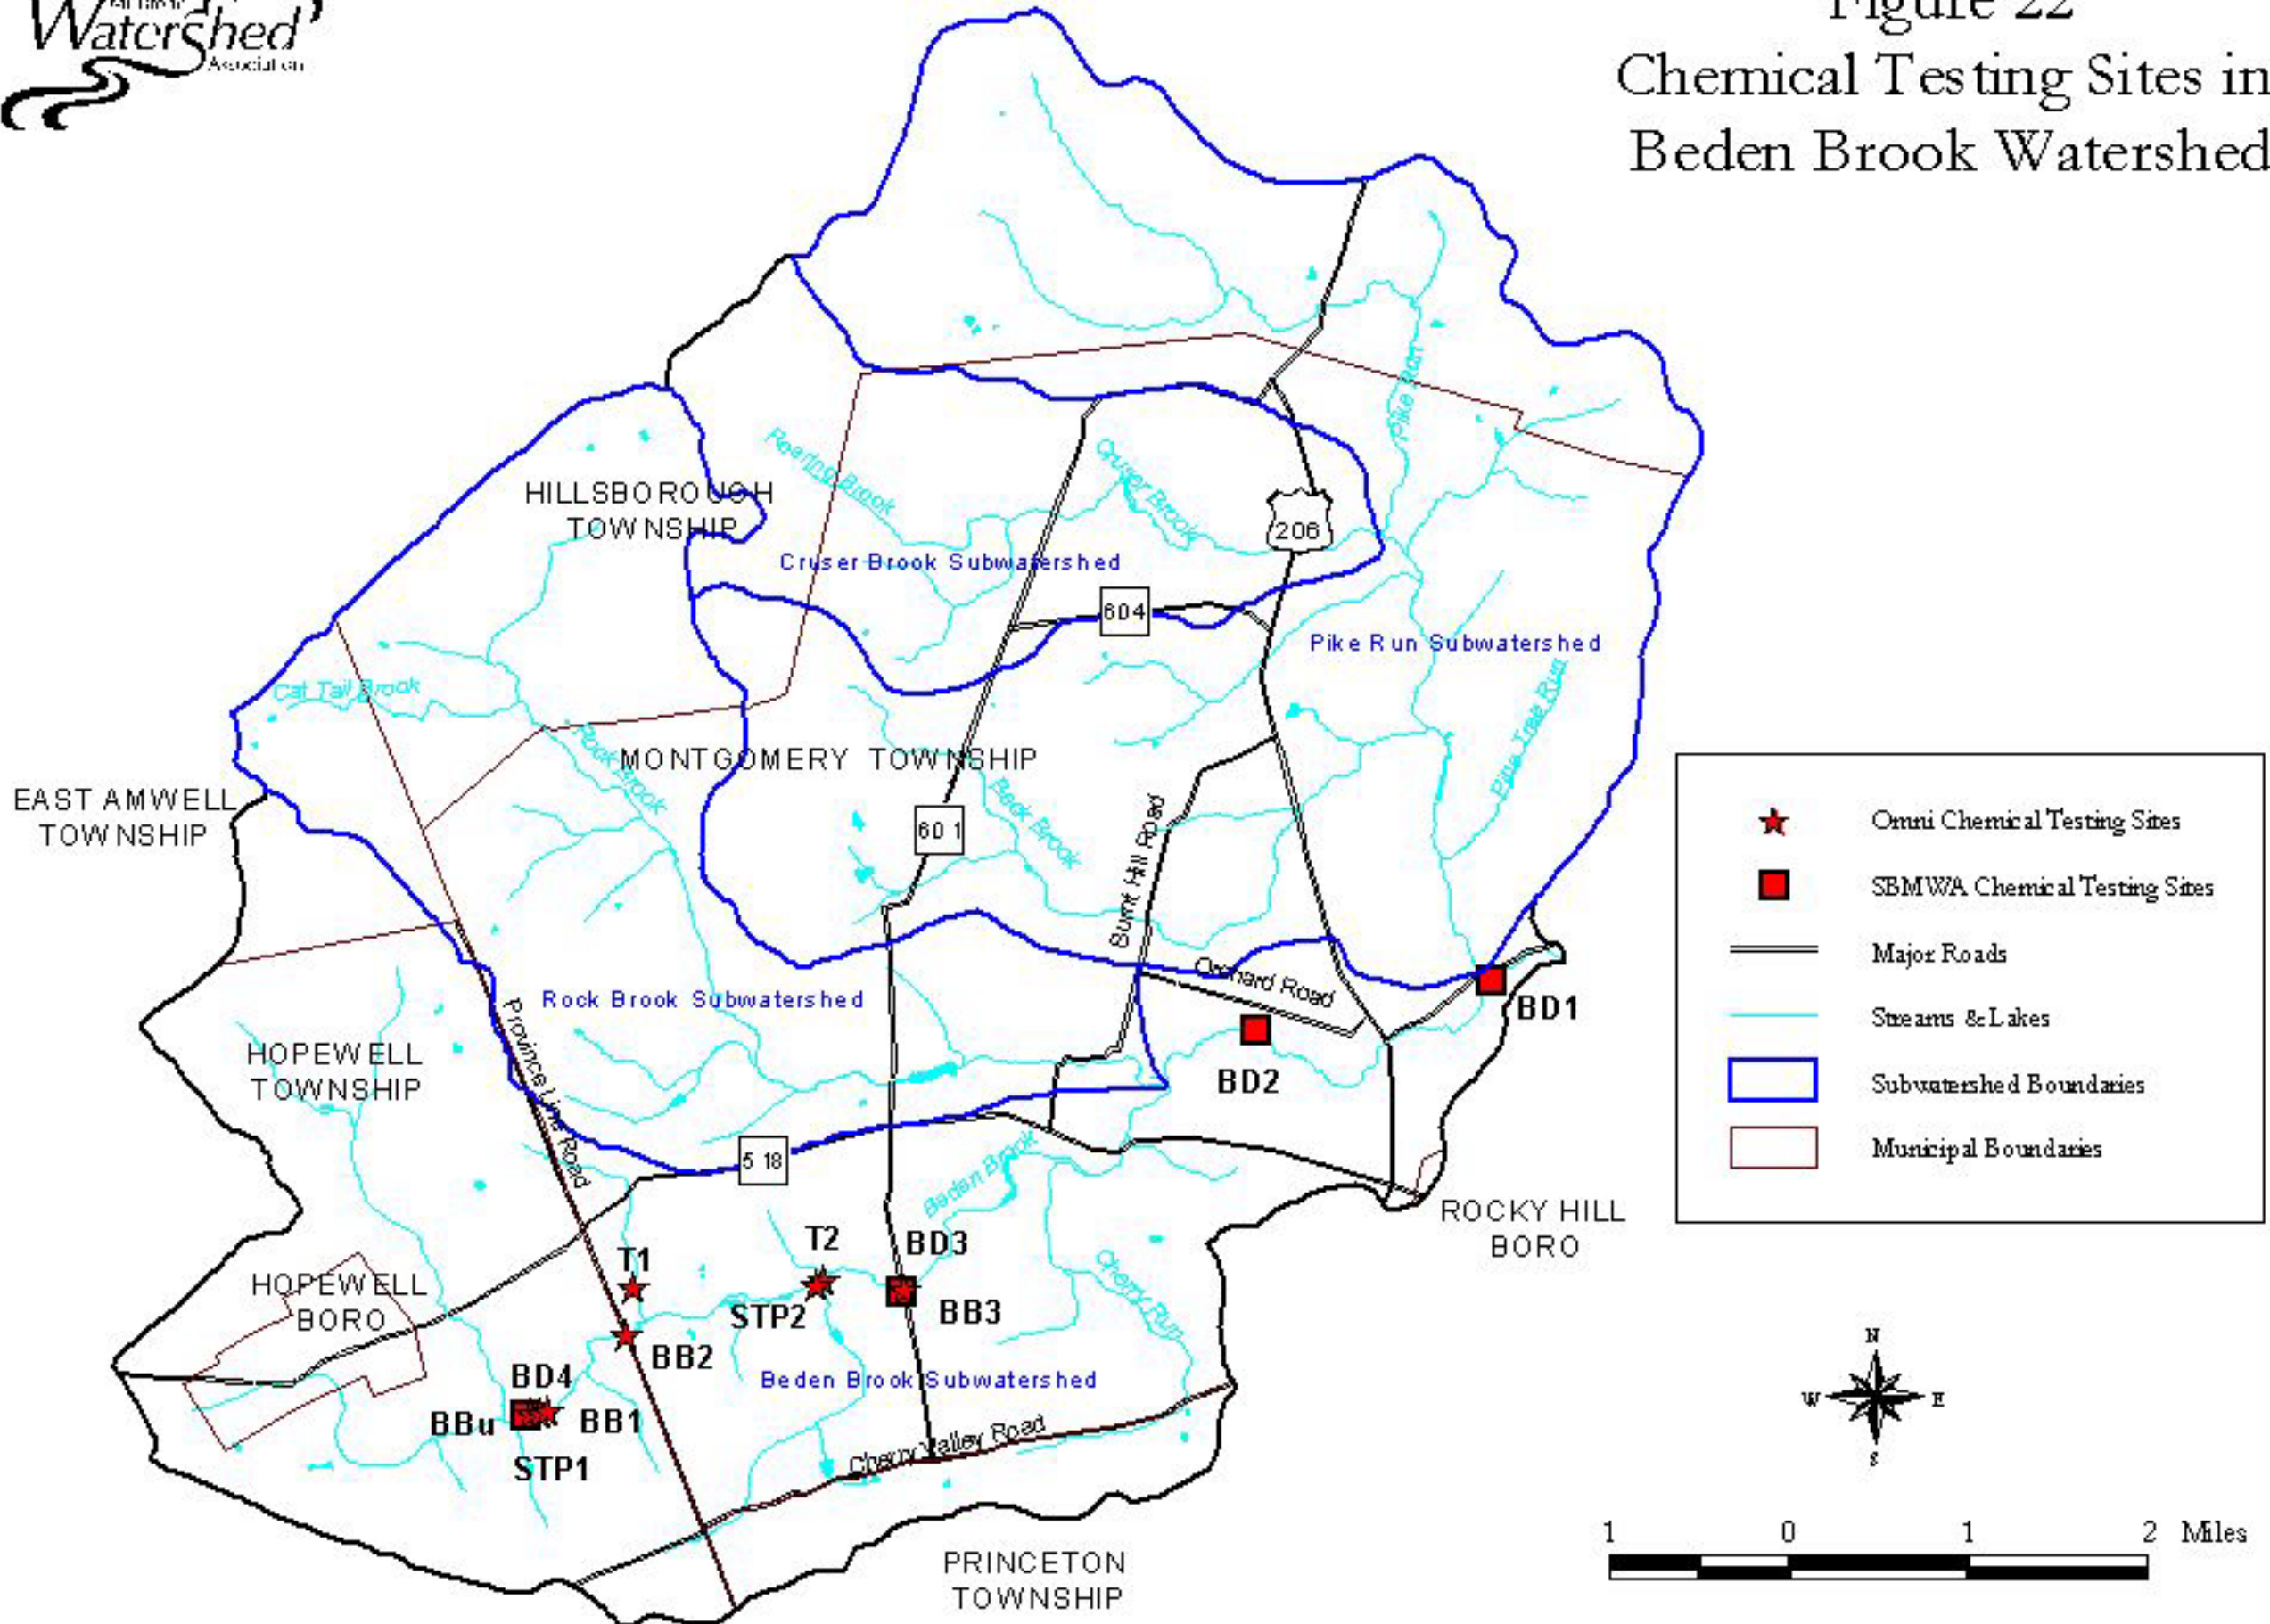 Watershed
Association
Figure 22
Chemical Testing Sites in
Beden Brook Watershed
Pike Run
Roaring Brook
Cruser Brook
HILLSBOROUGH
TOWNSHIP
206
Cruser Brook Subwatershed
604
Pike Run Subwatershed
Cat Tail Brook
Pine Tree Run
Rock Brook
MONTGOMERY TOWNSHIP
Back Brook
EAST AMWELL
TOWNSHIP
601
Burnt Hill Road
Omni Chemical Testing Sites
SBMWA Chemical Testing Sites
Major Roads
Streams & Lakes
Subwatershed Boundaries
Municipal Boundaries
Orchard Road
Rock Brook Subwatershed
BD1
Province Line Road
HOPEWELL
TOWNSHIP
BD2
518
Beden Brook
ROCKY HILL
BORO
T1
T2
BD3
Cherry Run
HOPEWELL
BORO
STP2
BB3
BB2
BD4
Beden Brook Subwatershed
BBu
BB1
STP1
Cherry Valley Road
N
W
E
S
PRINCETON
TOWNSHIP
1 0 1 2 Miles